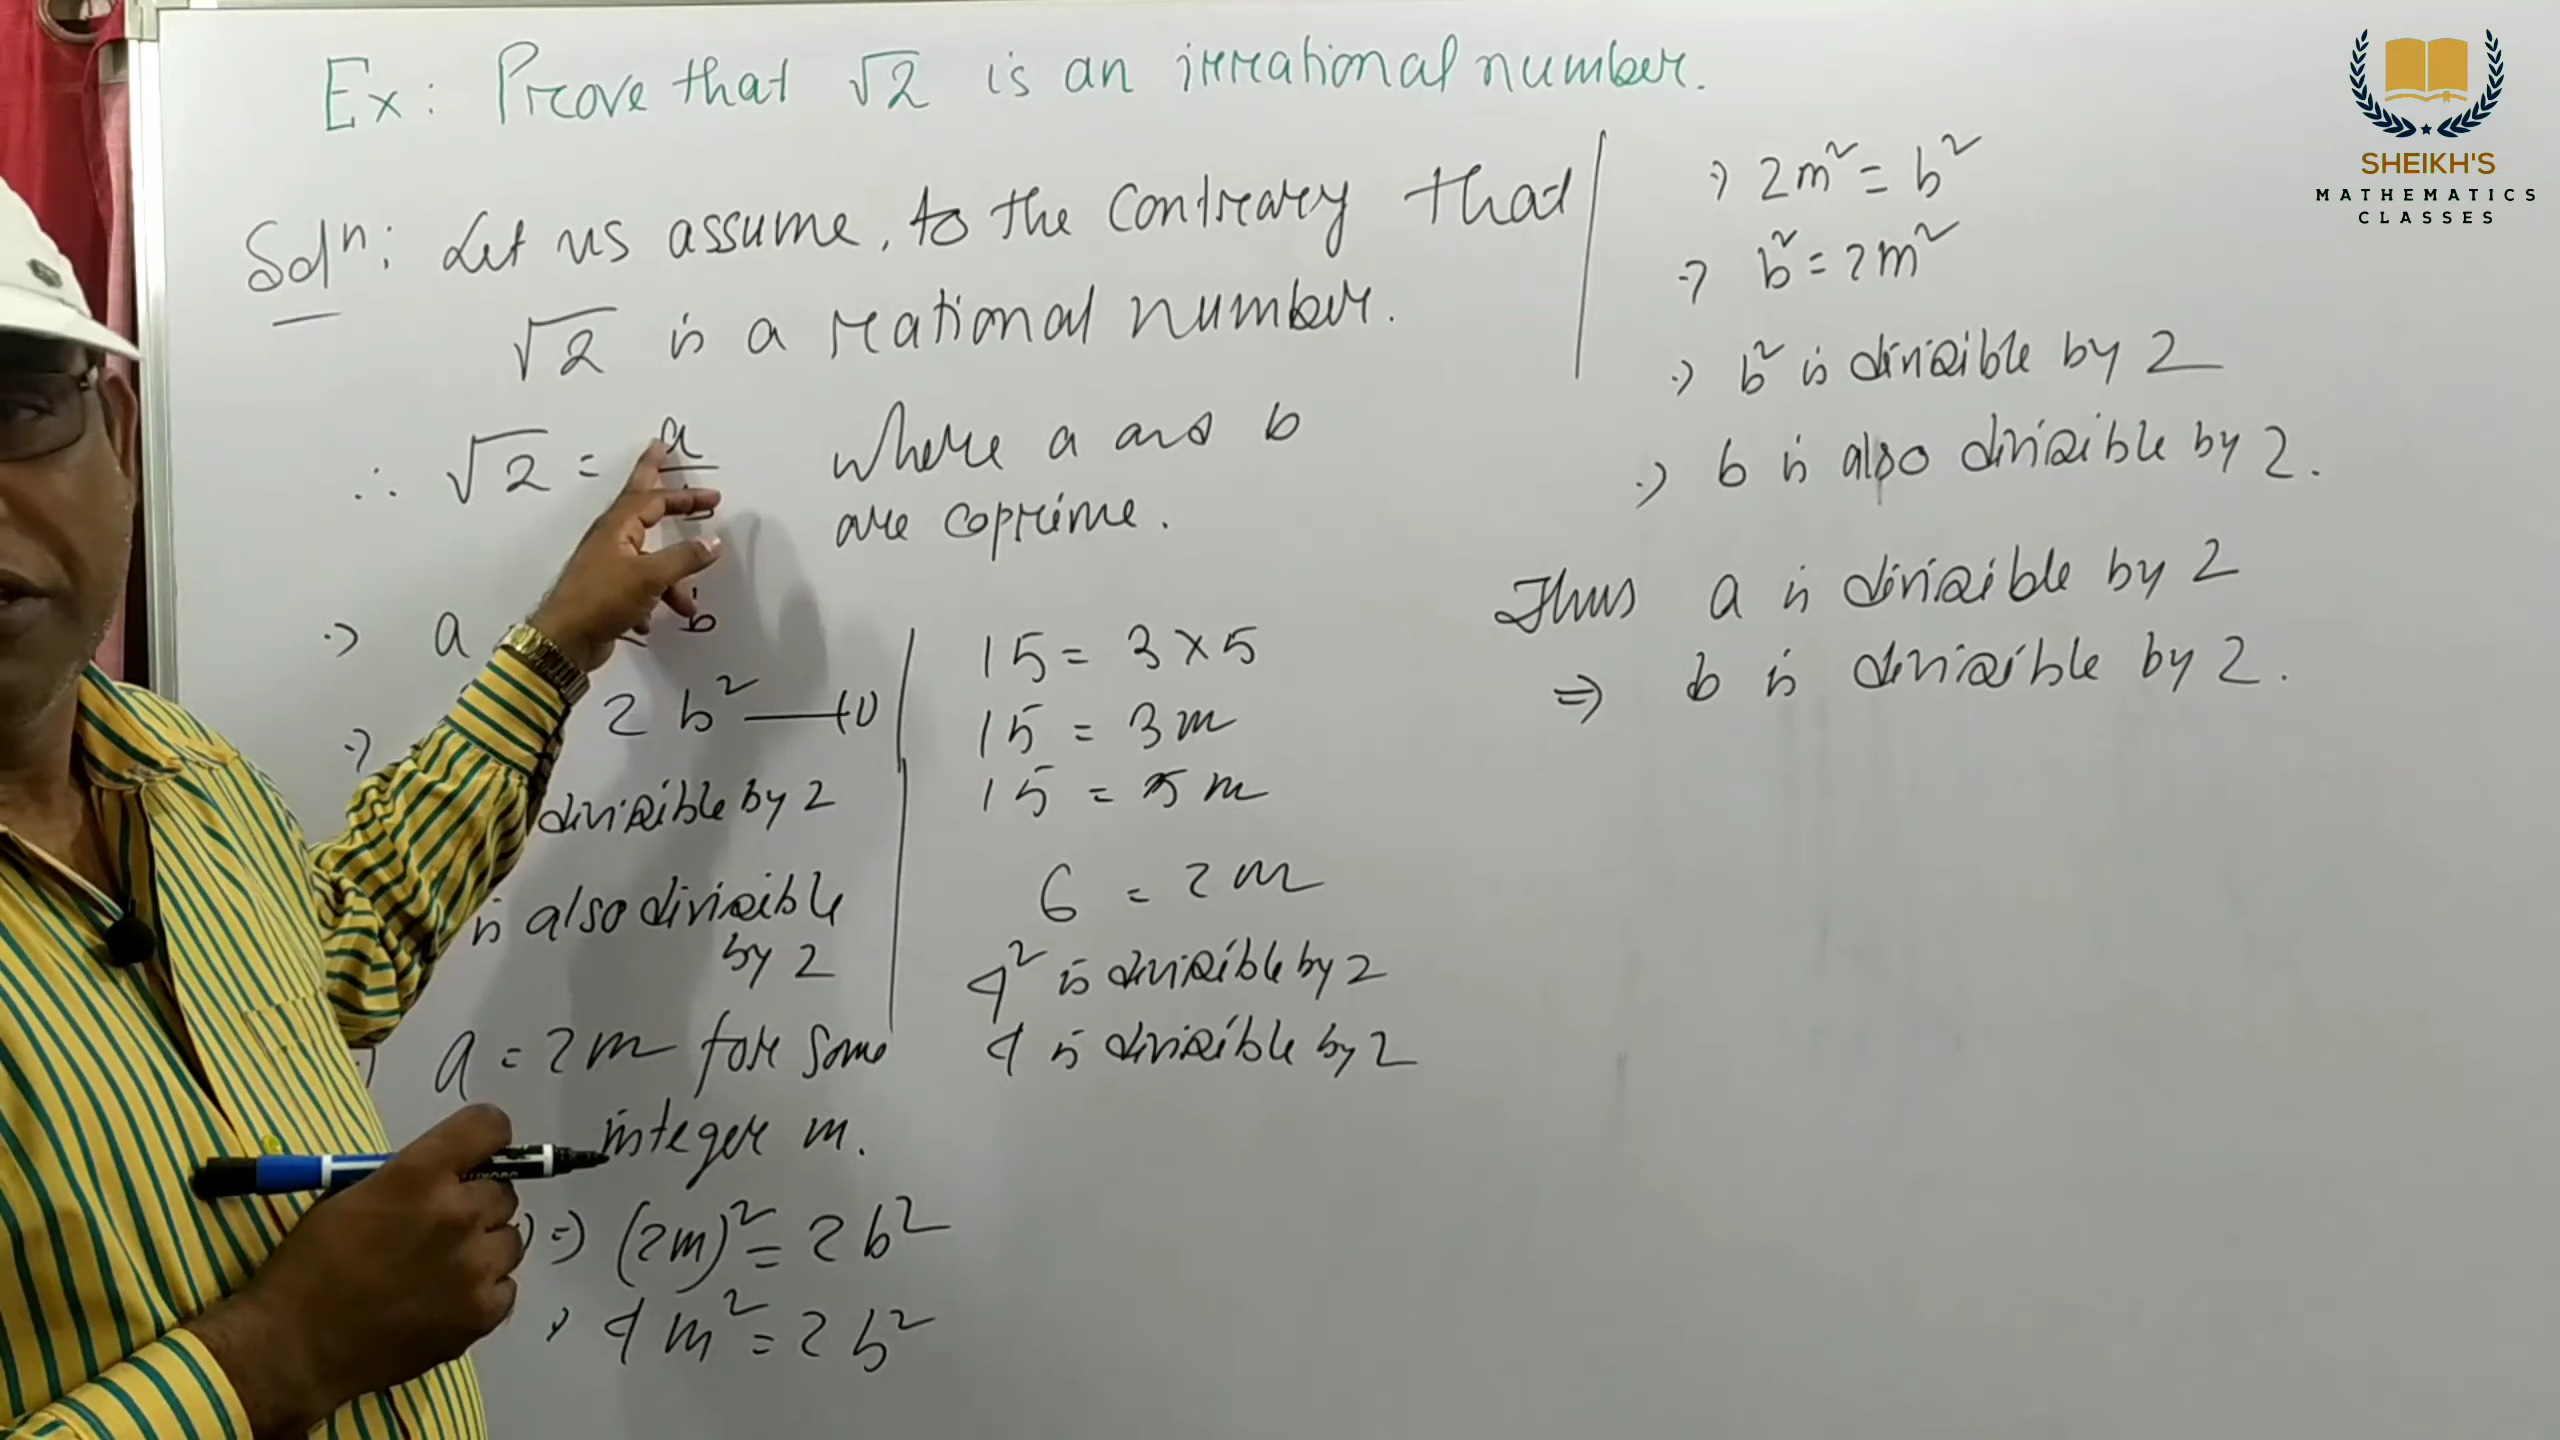 Ex: Prove that √2 is an irrational number.
Solⁿ: Let us assume, to the contrary that
√2 is a rational number.
∴ √2 = a/b where a and b
are coprime.
⇒ a √2 b
⇒ 2b² —(1)
divisible by 2
is also divisible
by 2
a = 2m for some
integer m.
) ⇒ (2m)² = 2b²
⇒ 4m² = 2b²
15 = 3×5
15 = 3m
15 = 5m
6 = 2m
4² is divisible by 2
4 is divisible by 2
⇒ 2m² = b²
⇒ b² = 2m²
⇒ b² is divisible by 2
⇒ b is also divisible by 2.
Thus a is divisible by 2
⇒ b is divisible by 2.
SHEIKH'S
MATHEMATICS
CLASSES